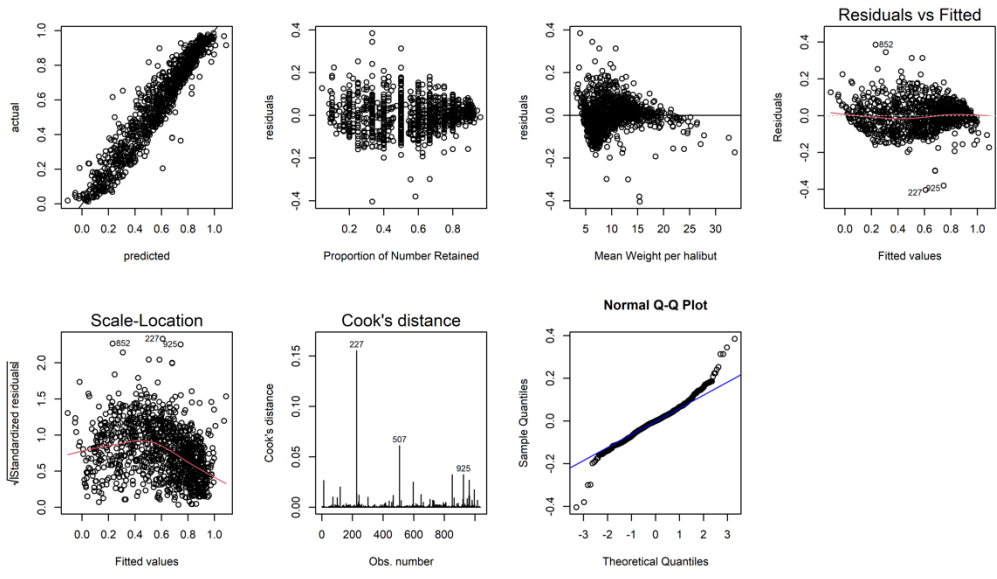 actual
1.0
0.8
0.6
0.4
0.2
0.0
0.0 0.2 0.4 0.6 0.8 1.0
predicted
residuals
0.4
0.2
0.0
-0.2
-0.4
0.2 0.4 0.6 0.8
Proportion of Number Retained
residuals
0.4
0.2
0.0
-0.2
-0.4
5 10 15 20 25 30
Mean Weight per halibut
Residuals vs Fitted
Residuals
0.4
0.2
0.0
-0.2
-0.4
852
227 925
0.0 0.2 0.4 0.6 0.8 1.0
Fitted values
Scale-Location
√|Standardized residuals|
2.0
1.5
1.0
0.5
0.0
852 227 925
0.0 0.2 0.4 0.6 0.8 1.0
Fitted values
Cook's distance
Cook's distance
0.15
0.10
0.05
0.00
227
507
925
0 200 400 600 800
Obs. number
Normal Q-Q Plot
Sample Quantiles
0.4
0.2
0.0
-0.2
-0.4
-3 -2 -1 0 1 2 3
Theoretical Quantiles